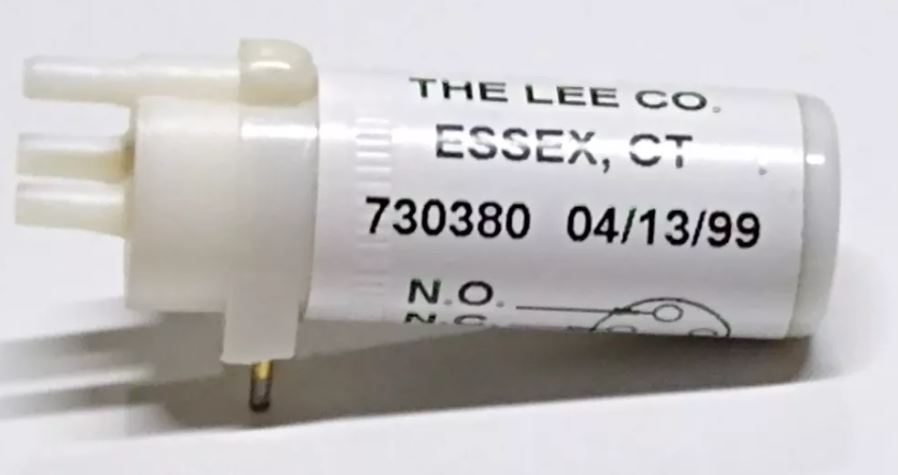 THE LEE CO.
ESSEX, CT
730380 04/13/99
N.O.
N.C.